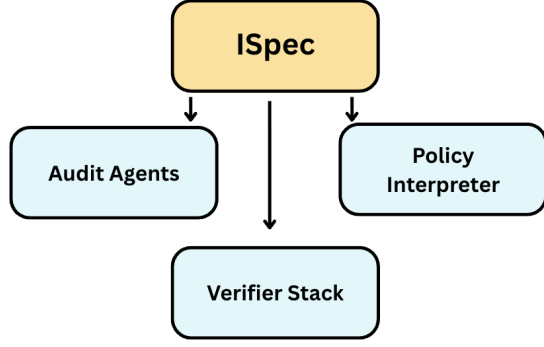 ISpec
Audit Agents
Policy
Interpreter
Verifier Stack